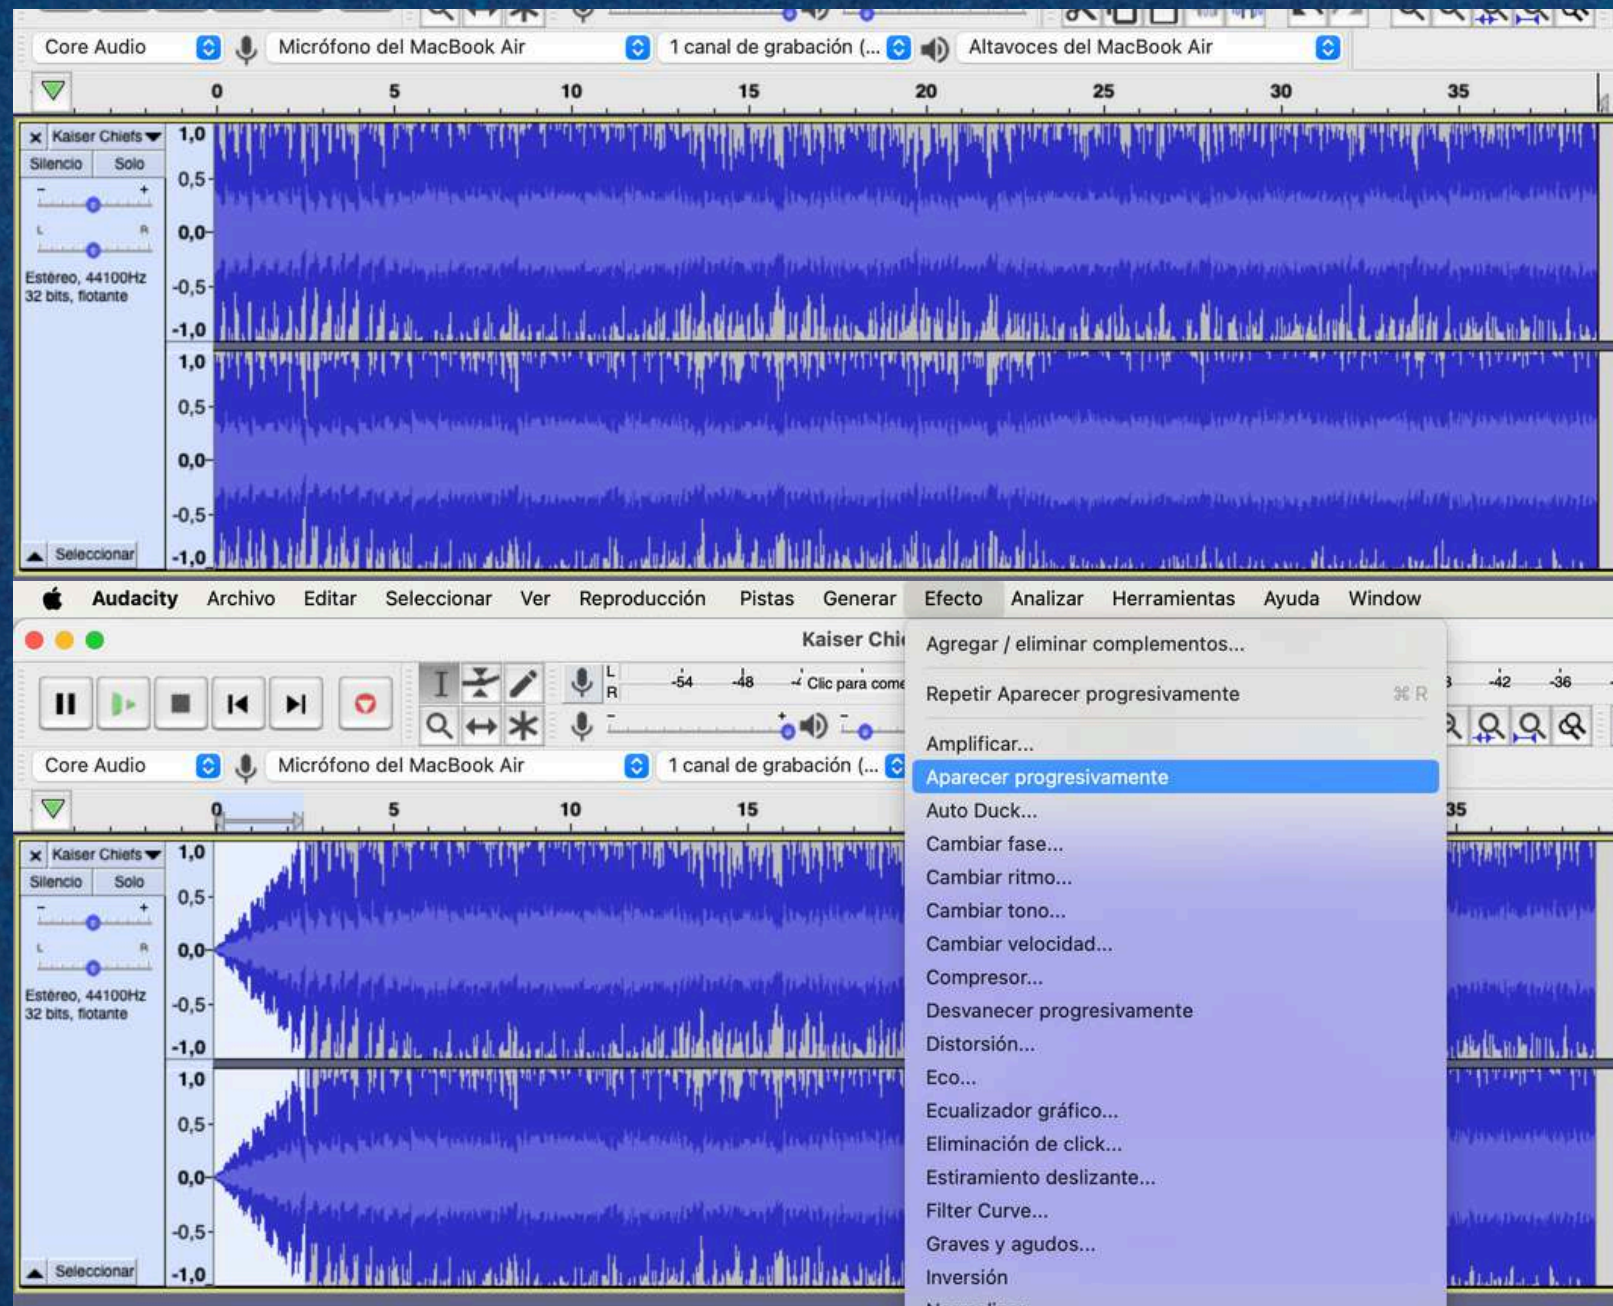 Core Audio Micrófono del MacBook Air 1 canal de grabación (... Altavoces del MacBook Air
0 5 10 15 20 25 30 35
x Kaiser Chiefs
Silencio Solo
- +
L R
Estéreo, 44100Hz
32 bits, flotante
1,0
0,5-
0,0-
-0,5-
-1,0
1,0
0,5-
0,0-
-0,5-
-1,0
Seleccionar
Audacity Archivo Editar Seleccionar Ver Reproducción Pistas Generar Efecto Analizar Herramientas Ayuda Window
Kaiser Chie
L
R
-54 -48 Clic para come
-42 -36
- +
Core Audio Micrófono del MacBook Air 1 canal de grabación (...
0 5 10 15 35
x Kaiser Chiefs
Silencio Solo
- +
L R
Estéreo, 44100Hz
32 bits, flotante
1,0
0,5-
0,0-
-0,5-
-1,0
1,0
0,5-
0,0-
-0,5-
-1,0
Seleccionar
Agregar / eliminar complementos...
Repetir Aparecer progresivamente ⌘ R
Amplificar...
Aparecer progresivamente
Auto Duck...
Cambiar fase...
Cambiar ritmo...
Cambiar tono...
Cambiar velocidad...
Compresor...
Desvanecer progresivamente
Distorsión...
Eco...
Ecualizador gráfico...
Eliminación de click...
Estiramiento deslizante...
Filter Curve...
Graves y agudos...
Inversión